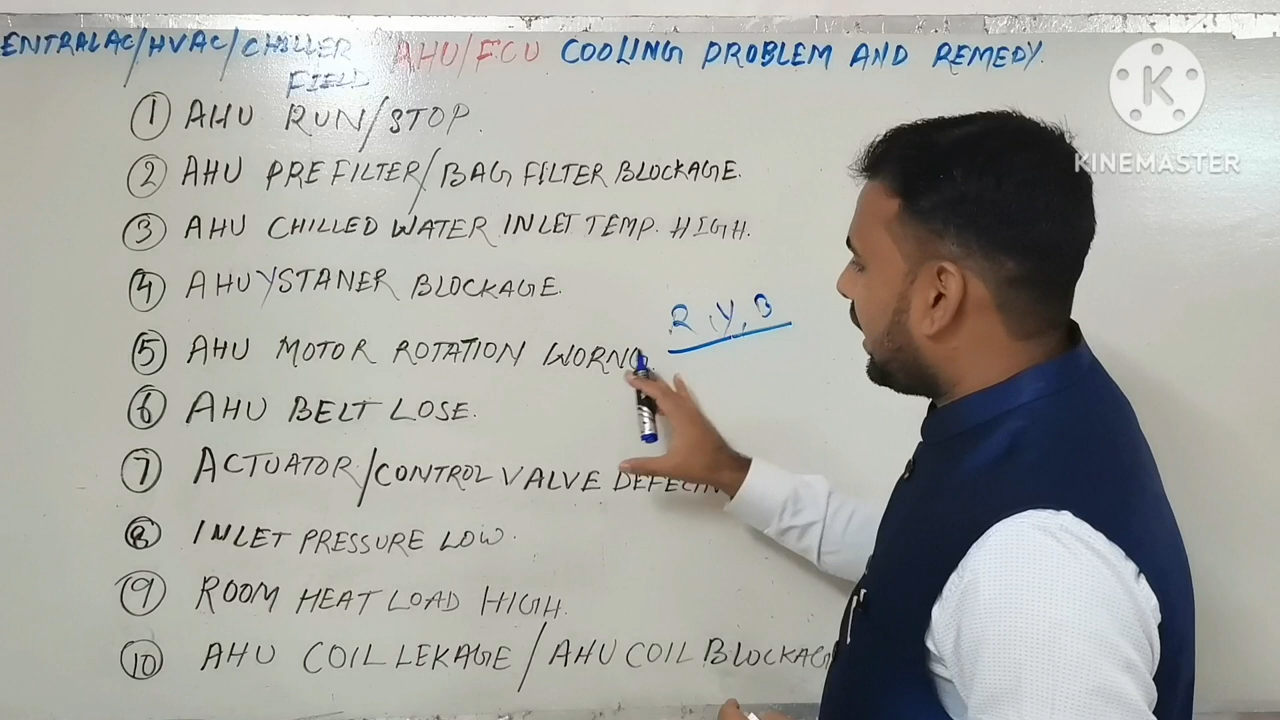 ENTRALAC/HVAC/CHILLER AHU/FCU COOLING PROBLEM AND REMEDY.
FIELD
① AHU RUN/STOP.
② AHU PREFILTER/BAG FILTER BLOCKAGE.
③ AHU CHILLED WATER INLET TEMP. HIGH.
④ AHU YSTANER BLOCKAGE.
R, Y, B
⑤ AHU MOTOR ROTATION WORNG.
⑥ AHU BELT LOSE.
⑦ ACTUATOR/CONTROL VALVE
⑧ INLET PRESSURE LOW.
⑨ ROOM HEAT LOAD HIGH.
⑩ AHU COIL LEKAGE/AHU COIL BLOCKAG
K
KINEMASTER